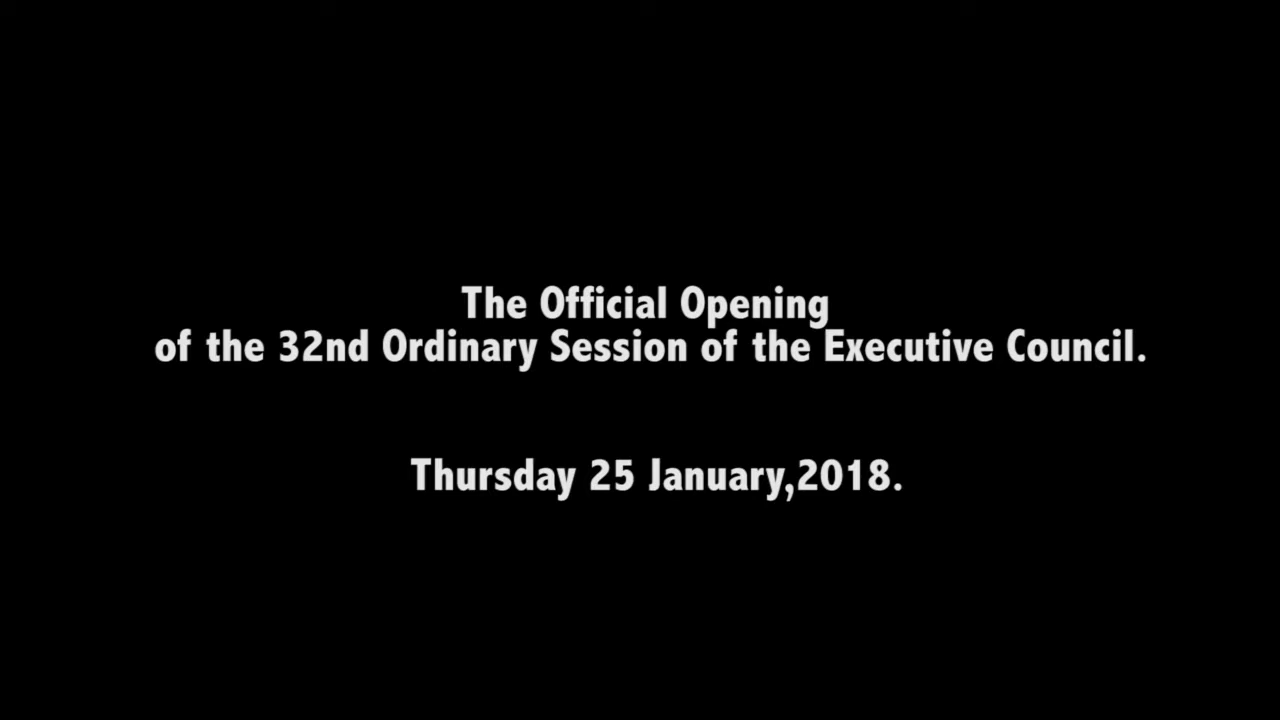 The Official Opening
of the 32nd Ordinary Session of the Executive Council.
Thursday 25 January,2018.